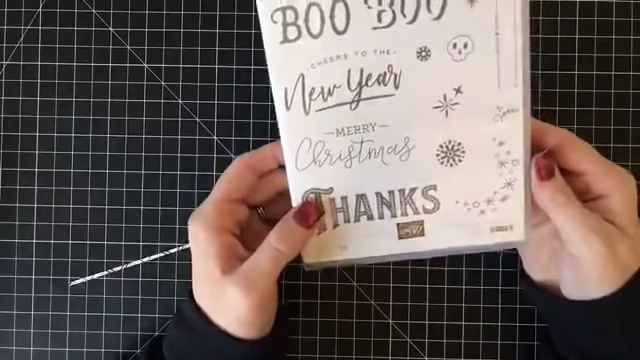 BOO BOO
CHEERS TO THE
New Year
MERRY
Christmas
THANKS